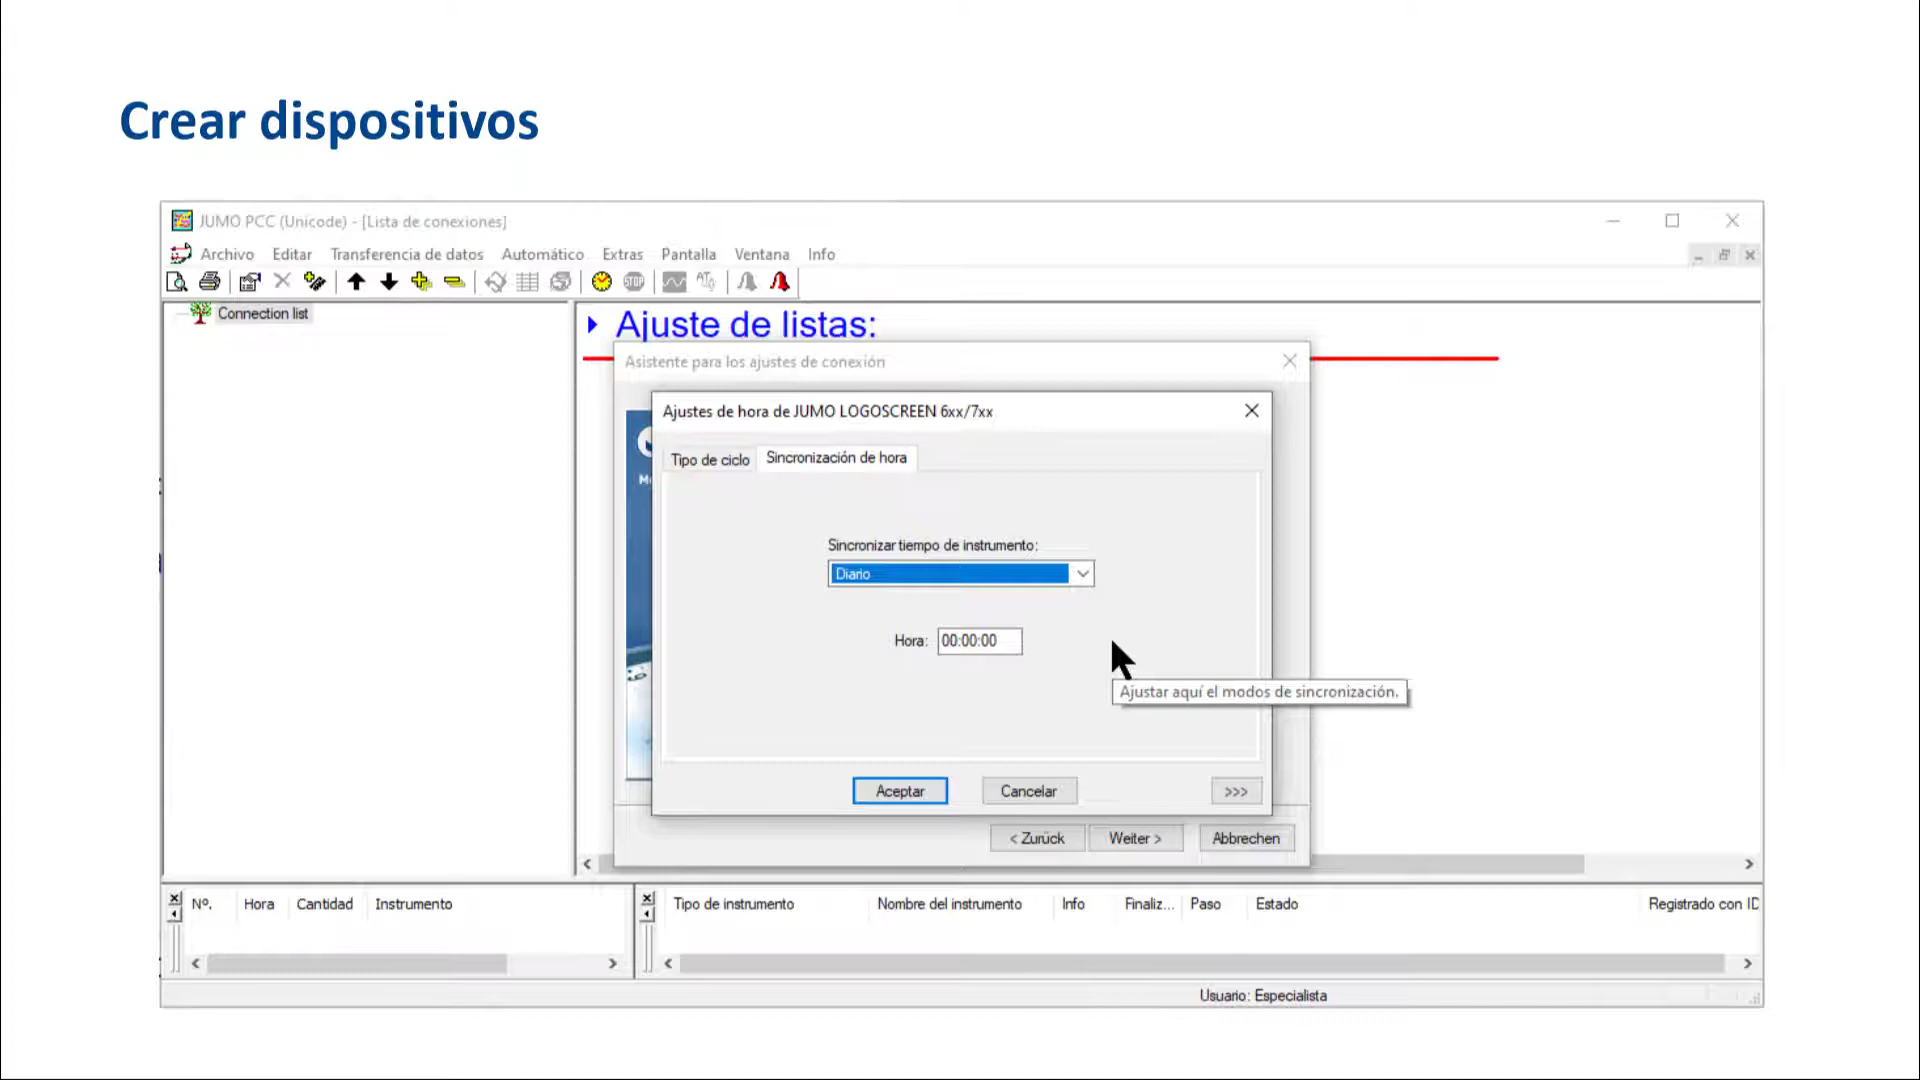 Crear dispositivos
JUMO PCC (Unicode) - [Lista de conexiones]
Archivo Editar Transferencia de datos Automático Extras Pantalla Ventana Info
Connection list
Ajuste de listas:
Asistente para los ajustes de conexión
Ajustes de hora de JUMO LOGOSCREEN 6xx/7xx
Tipo de ciclo Sincronización de hora
Sincronizar tiempo de instrumento:
Diario
Hora: 00:00:00
Ajustar aquí el modos de sincronización.
Aceptar Cancelar >>>
< Zurück Weiter > Abbrechen
Nº. Hora Cantidad Instrumento
Tipo de instrumento Nombre del instrumento Info Finaliz... Paso Estado Registrado con ID
Usuario: Especialista